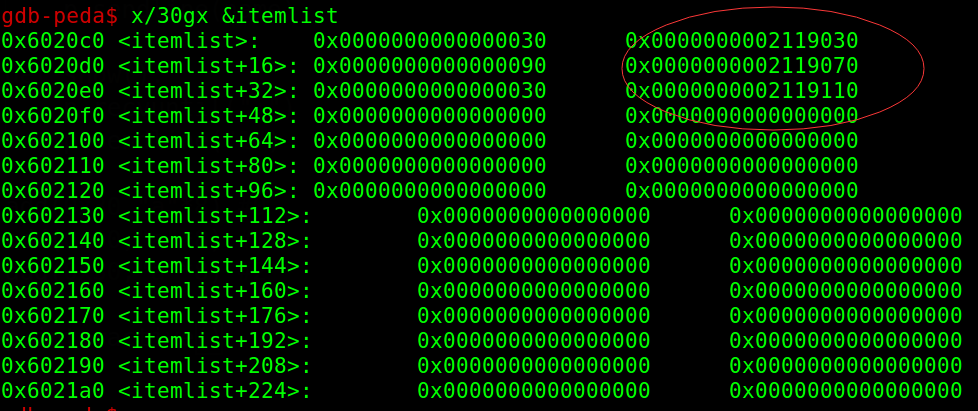 gdb-peda$ x/30gx &itemlist
0x6020c0 <itemlist>: 0x0000000000000030 0x0000000002119030
0x6020d0 <itemlist+16>: 0x0000000000000090 0x0000000002119070
0x6020e0 <itemlist+32>: 0x0000000000000030 0x0000000002119110
0x6020f0 <itemlist+48>: 0x0000000000000000 0x0000000000000000
0x602100 <itemlist+64>: 0x0000000000000000 0x0000000000000000
0x602110 <itemlist+80>: 0x0000000000000000 0x0000000000000000
0x602120 <itemlist+96>: 0x0000000000000000 0x0000000000000000
0x602130 <itemlist+112>: 0x0000000000000000 0x0000000000000000
0x602140 <itemlist+128>: 0x0000000000000000 0x0000000000000000
0x602150 <itemlist+144>: 0x0000000000000000 0x0000000000000000
0x602160 <itemlist+160>: 0x0000000000000000 0x0000000000000000
0x602170 <itemlist+176>: 0x0000000000000000 0x0000000000000000
0x602180 <itemlist+192>: 0x0000000000000000 0x0000000000000000
0x602190 <itemlist+208>: 0x0000000000000000 0x0000000000000000
0x6021a0 <itemlist+224>: 0x0000000000000000 0x0000000000000000